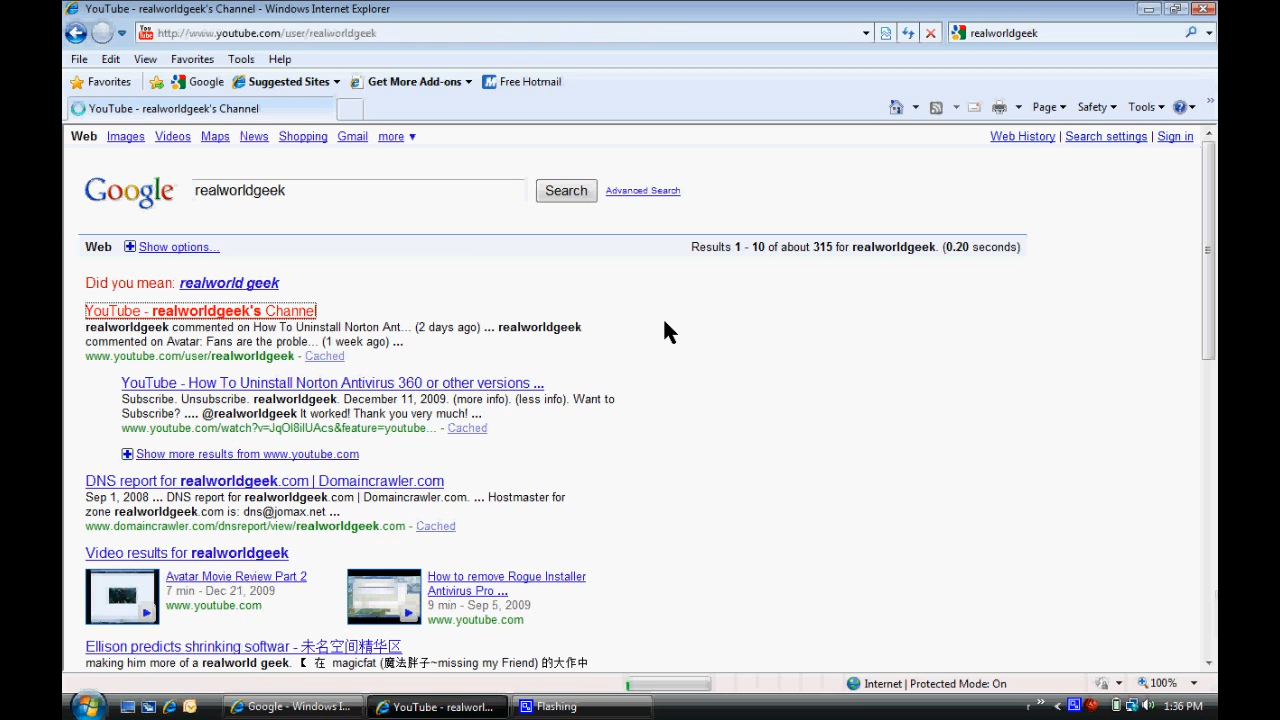 YouTube - realworldgeek's Channel - Windows Internet Explorer
http://www.youtube.com/user/realworldgeek
realworldgeek
File Edit View Favorites Tools Help
Favorites Google Suggested Sites Get More Add-ons Free Hotmail
YouTube - realworldgeek's Channel
Page Safety Tools
Web Images Videos Maps News Shopping Gmail more ▼
Web History | Search settings | Sign in
Google realworldgeek Search Advanced Search
Web Show options...
Results 1 - 10 of about 315 for realworldgeek. (0.20 seconds)
Did you mean: realworld geek
YouTube - realworldgeek's Channel
realworldgeek commented on How To Uninstall Norton Ant... (2 days ago) ... realworldgeek
commented on Avatar: Fans are the proble... (1 week ago) ...
www.youtube.com/user/realworldgeek - Cached
YouTube - How To Uninstall Norton Antivirus 360 or other versions ...
Subscribe. Unsubscribe. realworldgeek. December 11, 2009. (more info). (less info). Want to
Subscribe? .... @realworldgeek It worked! Thank you very much! ...
www.youtube.com/watch?v=JqOl8ilUAcs&feature=youtube... - Cached
Show more results from www.youtube.com
DNS report for realworldgeek.com | Domaincrawler.com
Sep 1, 2008 ... DNS report for realworldgeek.com | Domaincrawler.com. ... Hostmaster for
zone realworldgeek.com is: dns@jomax.net ...
www.domaincrawler.com/dnsreport/view/realworldgeek.com - Cached
Video results for realworldgeek
Avatar Movie Review Part 2
7 min - Dec 21, 2009
www.youtube.com
How to remove Rogue Installer
Antivirus Pro ...
9 min - Sep 5, 2009
www.youtube.com
Ellison predicts shrinking softwar - 未名空间精华区
making him more of a realworld geek. 【 在 magicfat (魔法胖子~missing my Friend) 的大作中
Internet | Protected Mode: On
100%
Google - Windows I...
YouTube - realworl...
Flashing
1:36 PM